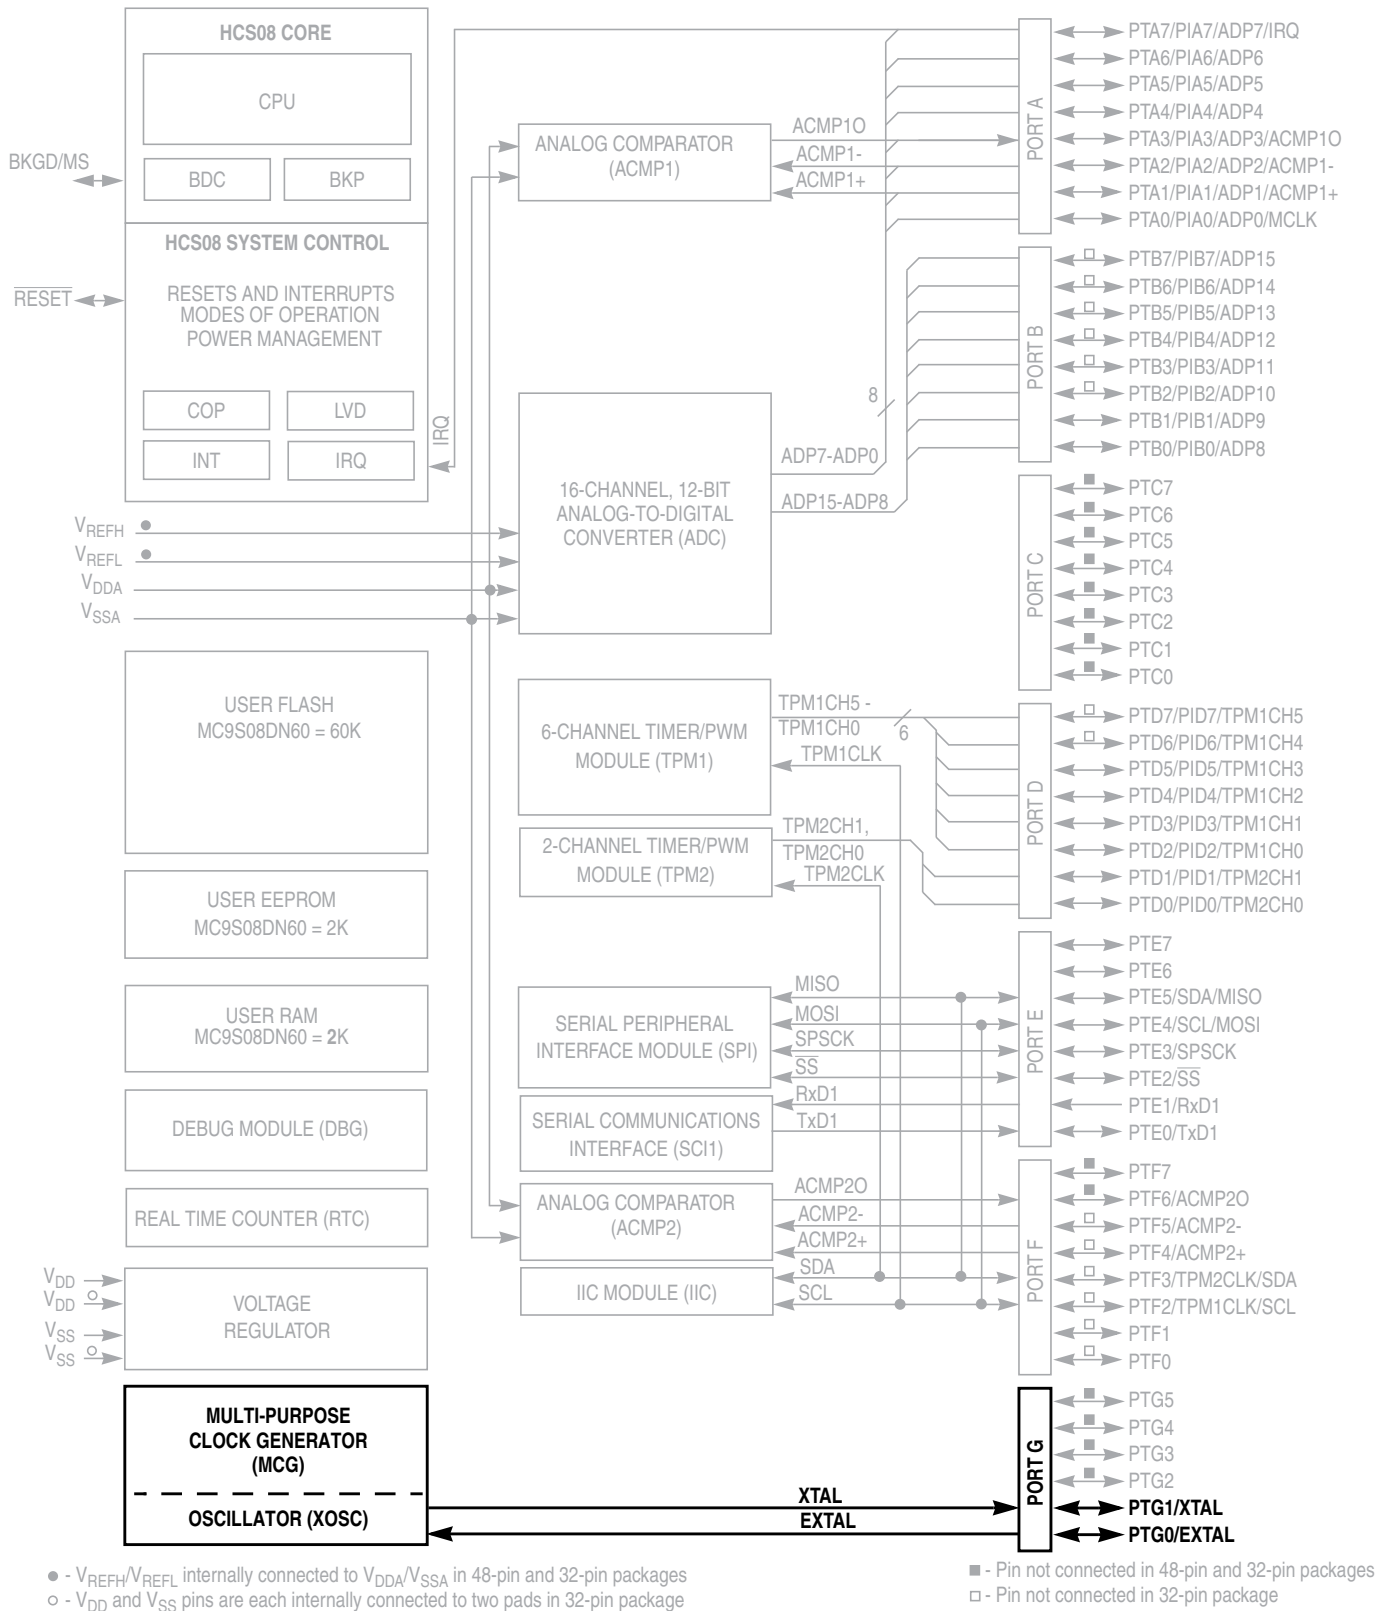 HCS08 CORE
CPU
BDC
BKP
BKGD/MS
HCS08 SYSTEM CONTROL
RESETS AND INTERRUPTS
MODES OF OPERATION
POWER MANAGEMENT
RESET
COP
LVD
INT
IRQ
IRQ
VREFH
VREFL
VDDA
VSSA
USER FLASH
MC9S08DN60 = 60K
USER EEPROM
MC9S08DN60 = 2K
USER RAM
MC9S08DN60 = 2K
DEBUG MODULE (DBG)
REAL TIME COUNTER (RTC)
VDD
VDD
VSS
VSS
VOLTAGE
REGULATOR
MULTI-PURPOSE
CLOCK GENERATOR
(MCG)
OSCILLATOR (XOSC)
ANALOG COMPARATOR
(ACMP1)
ACMP1O
ACMP1-
ACMP1+
16-CHANNEL, 12-BIT
ANALOG-TO-DIGITAL
CONVERTER (ADC)
8
ADP7-ADP0
ADP15-ADP8
6-CHANNEL TIMER/PWM
MODULE (TPM1)
TPM1CH5 -
TPM1CH0
6
TPM1CLK
2-CHANNEL TIMER/PWM
MODULE (TPM2)
TPM2CH1,
TPM2CH0
TPM2CLK
SERIAL PERIPHERAL
INTERFACE MODULE (SPI)
MISO
MOSI
SPSCK
SS
SERIAL COMMUNICATIONS
INTERFACE (SCI1)
RxD1
TxD1
ANALOG COMPARATOR
(ACMP2)
ACMP2O
ACMP2-
ACMP2+
IIC MODULE (IIC)
SDA
SCL
XTAL
EXTAL
PORT A
PTA7/PIA7/ADP7/IRQ
PTA6/PIA6/ADP6
PTA5/PIA5/ADP5
PTA4/PIA4/ADP4
PTA3/PIA3/ADP3/ACMP1O
PTA2/PIA2/ADP2/ACMP1-
PTA1/PIA1/ADP1/ACMP1+
PTA0/PIA0/ADP0/MCLK
PORT B
PTB7/PIB7/ADP15
PTB6/PIB6/ADP14
PTB5/PIB5/ADP13
PTB4/PIB4/ADP12
PTB3/PIB3/ADP11
PTB2/PIB2/ADP10
PTB1/PIB1/ADP9
PTB0/PIB0/ADP8
PORT C
PTC7
PTC6
PTC5
PTC4
PTC3
PTC2
PTC1
PTC0
PORT D
PTD7/PID7/TPM1CH5
PTD6/PID6/TPM1CH4
PTD5/PID5/TPM1CH3
PTD4/PID4/TPM1CH2
PTD3/PID3/TPM1CH1
PTD2/PID2/TPM1CH0
PTD1/PID1/TPM2CH1
PTD0/PID0/TPM2CH0
PORT E
PTE7
PTE6
PTE5/SDA/MISO
PTE4/SCL/MOSI
PTE3/SPSCK
PTE2/SS
PTE1/RxD1
PTE0/TxD1
PORT F
PTF7
PTF6/ACMP2O
PTF5/ACMP2-
PTF4/ACMP2+
PTF3/TPM2CLK/SDA
PTF2/TPM1CLK/SCL
PTF1
PTF0
PORT G
PTG5
PTG4
PTG3
PTG2
PTG1/XTAL
PTG0/EXTAL
● - VREFH/VREFL internally connected to VDDA/VSSA in 48-pin and 32-pin packages
○ - VDD and VSS pins are each internally connected to two pads in 32-pin package
■ - Pin not connected in 48-pin and 32-pin packages
□ - Pin not connected in 32-pin package